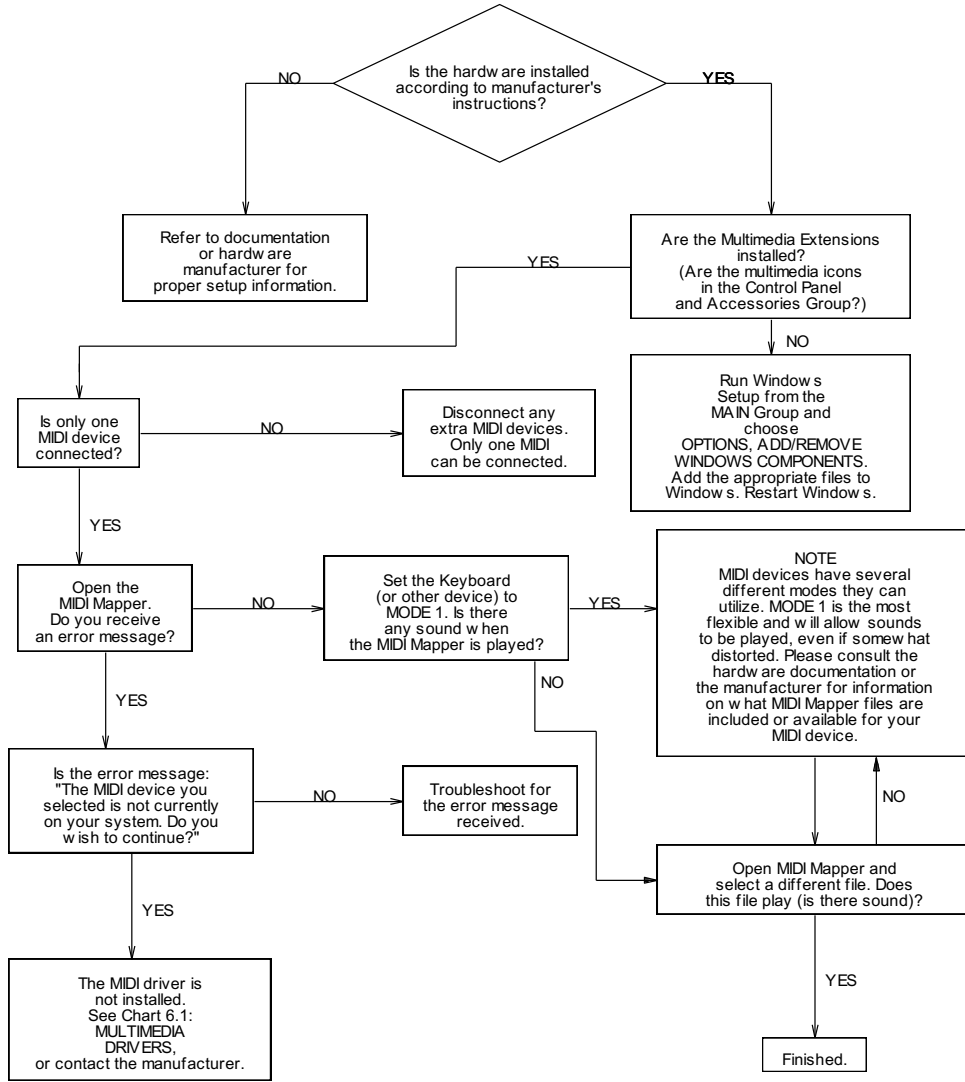 Is the hardware installed
according to manufacturer's
instructions?
NO
YES
Refer to documentation
or hardware
manufacturer for
proper setup information.
Are the Multimedia Extensions
installed?
(Are the multimedia icons
in the Control Panel
and Accessories Group?)
YES
NO
Run Windows
Setup from the
MAIN Group and
choose
OPTIONS, ADD/REMOVE
WINDOWS COMPONENTS.
Add the appropriate files to
Windows. Restart Windows.
Is only one
MIDI device
connected?
NO
Disconnect any
extra MIDI devices.
Only one MIDI
can be connected.
YES
Open the
MIDI Mapper.
Do you receive
an error message?
NO
Set the Keyboard
(or other device) to
MODE 1. Is there
any sound when
the MIDI Mapper is played?
YES
NO
NOTE
MIDI devices have several
different modes they can
utilize. MODE 1 is the most
flexible and will allow sounds
to be played, even if somewhat
distorted. Please consult the
hardware documentation or
the manufacturer for information
on what MIDI Mapper files are
included or available for your
MIDI device.
YES
Is the error message:
"The MIDI device you
selected is not currently
on your system. Do you
wish to continue?"
NO
Troubleshoot for
the error message
received.
NO
Open MIDI Mapper and
select a different file. Does
this file play (is there sound)?
YES
The MIDI driver is
not installed.
See Chart 6.1:
MULTIMEDIA
DRIVERS,
or contact the manufacturer.
YES
Finished.